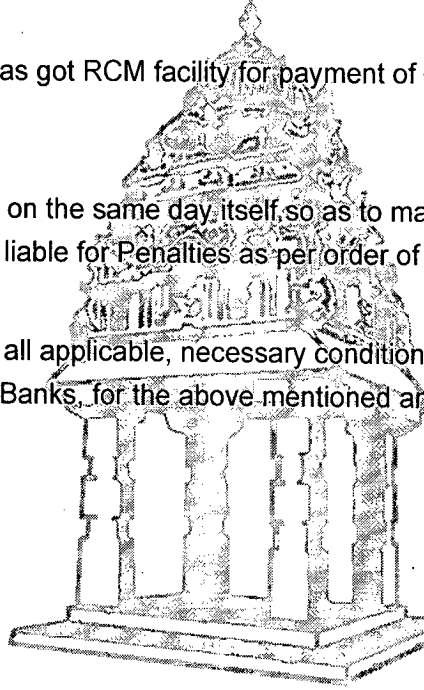 as got RCM facility for payment of
on the same day itself,so as to ma
liable for Penalties as per order of
all applicable, necessary condition
Banks, for the above mentioned ar